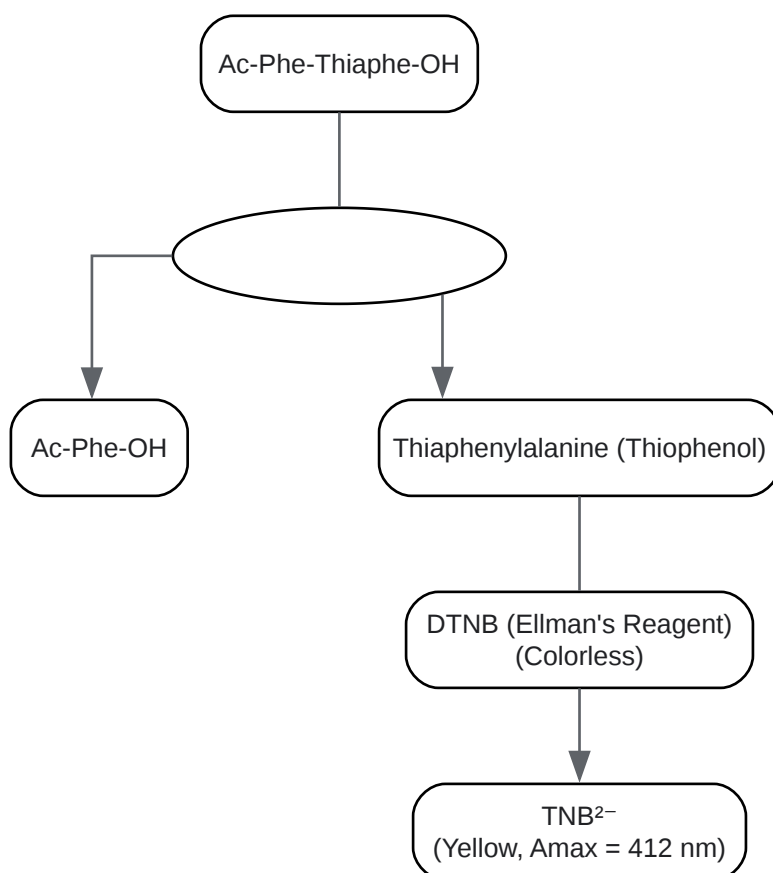 Ac-Phe-Thiaphe-OH
Ac-Phe-OH
Thiaphenylalanine (Thiophenol)
DTNB (Ellman's Reagent)
(Colorless)
TNB²⁻
(Yellow, Amax = 412 nm)